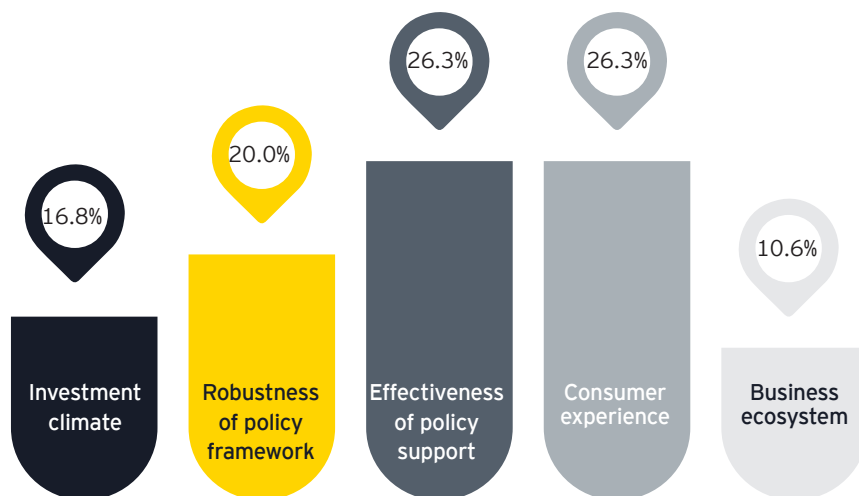 16.8%
20.0%
26.3%
26.3%
10.6%
Investment
climate
Robustness
of policy
framework
Effectiveness
of policy
support
Consumer
experience
Business
ecosystem